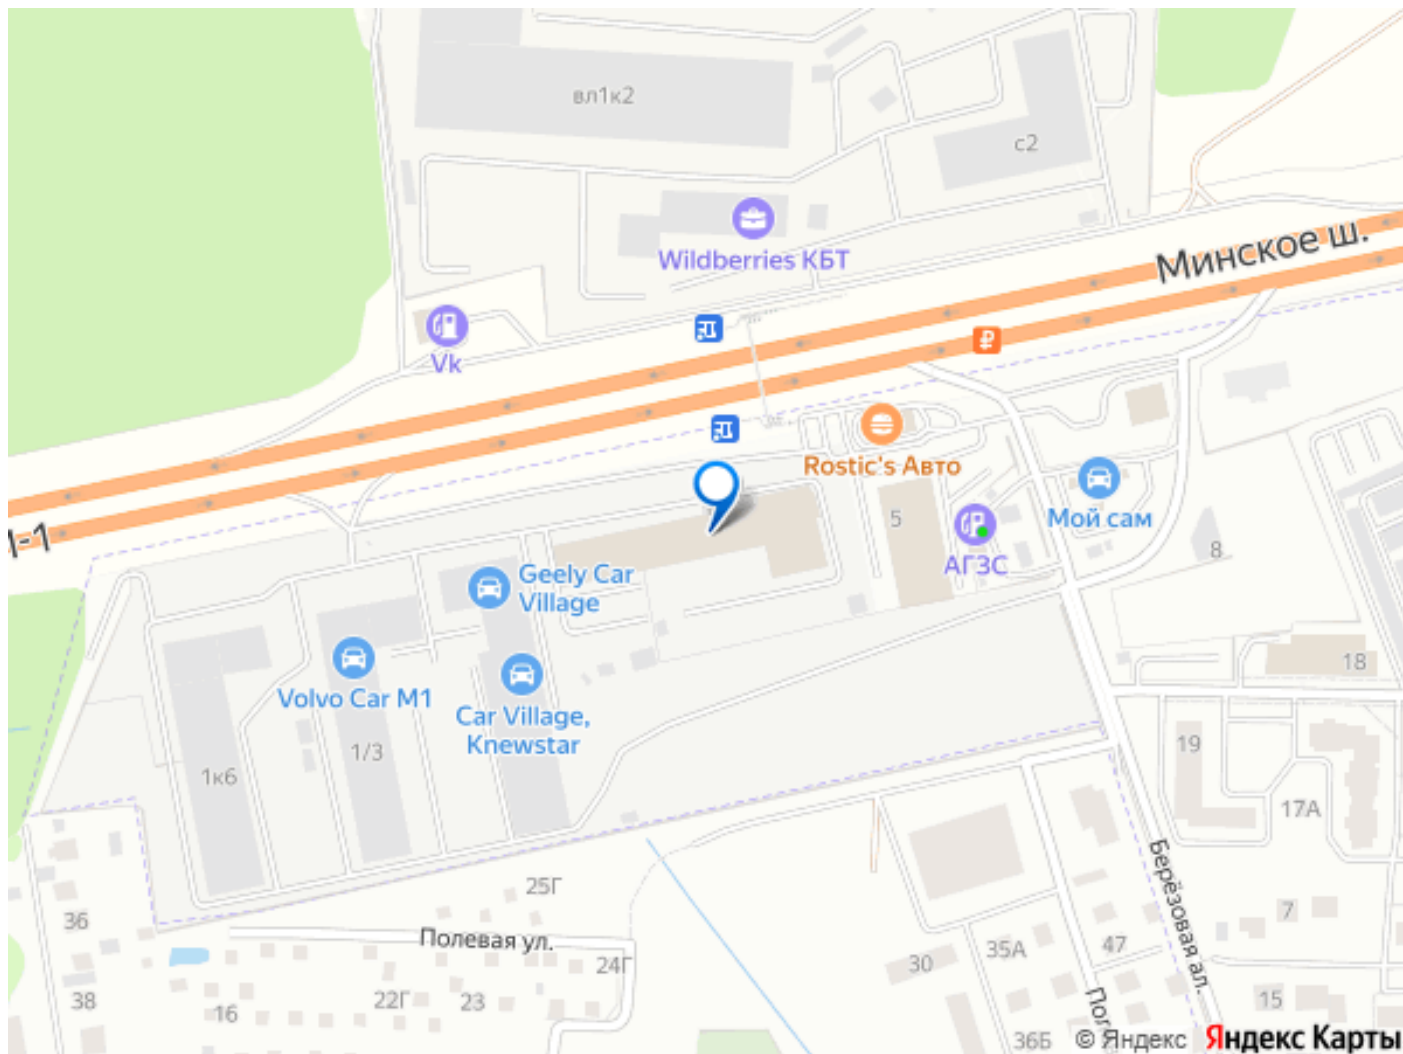 вл1к2
с2
Минское ш.
Wildberries КБТ
Vk
Rostic's Авто
5
Мой сам
АГЗС
8
Geely Car
Village
Volvo Car M1
Car Village,
Knewstar
1/3
1к6
18
19
17А
Берёзовая ал.
25Г
36
Полевая ул.
24Г
22Г
23
16
38
30
35А
47
7
15
36Б
© Яндекс
Яндекс Карты